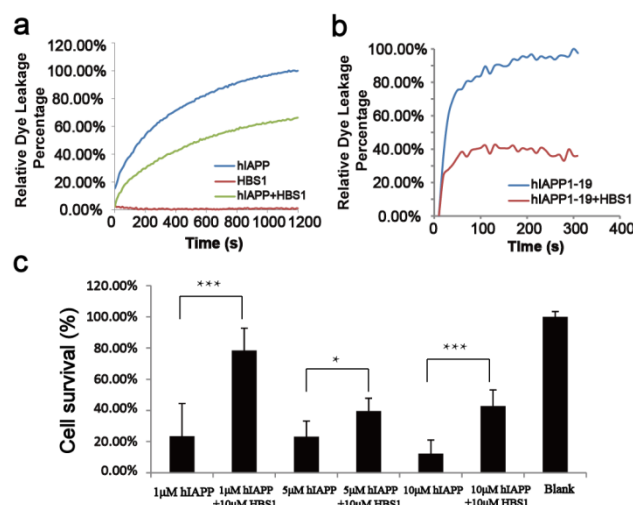 a
Relative Dye Leakage
Percentage
120.00%
100.00%
80.00%
60.00%
40.00%
20.00%
0.00%
hIAPP
HBS1
hIAPP+HBS1
0 200 400 600 800 1000 1200
Time (s)
b
Relative Dye Leakage
Percentage
100.00%
80.00%
60.00%
40.00%
20.00%
0.00%
hIAPP1-19
hIAPP1-19+HBS1
0 100 200 300 400
Time (s)
c
Cell survival (%)
120.00%
100.00%
80.00%
60.00%
40.00%
20.00%
0.00%
***
*
***
1μM hIAPP
1μM hIAPP
+10μM HBS1
5μM hIAPP
5μM hIAPP
+10μM HBS1
10μM hIAPP
10μM hIAPP
+10μM HBS1
Blank